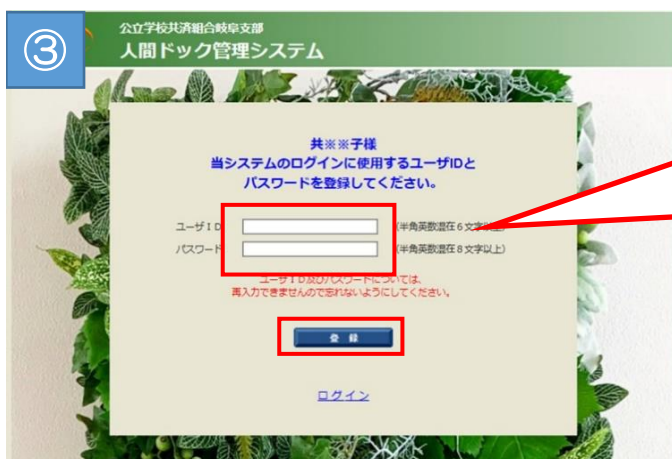 ③
公立学校共済組合岐阜支部
人間ドック管理システム
共※※子様
当システムのログインに使用するユーザIDと
パスワードを登録してください。
ユーザID (半角英数混在6文字以上)
パスワード (半角英数混在8文字以上)
ユーザID及びパスワードについては、
再入力できませんので忘れないようにしてください。
登録
ログイン